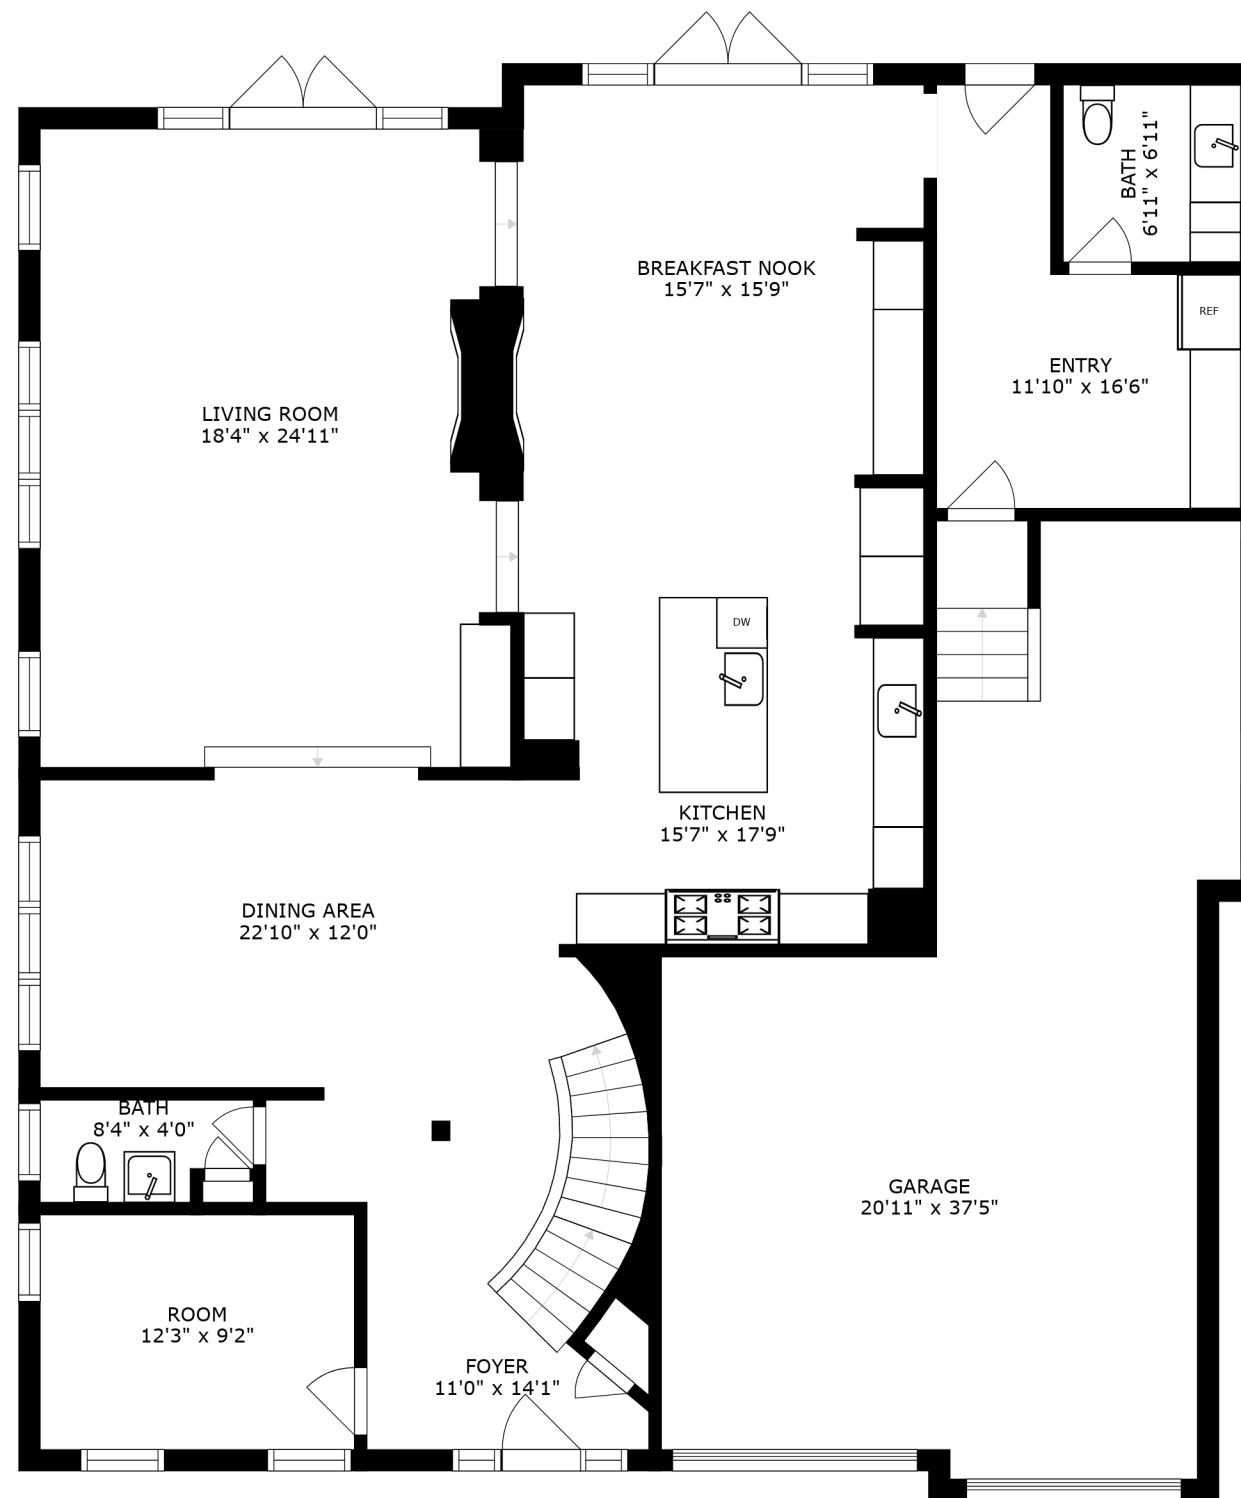 BATH
6'11" x 6'11"
BREAKFAST NOOK
15'7" x 15'9"
REF
ENTRY
11'10" x 16'6"
LIVING ROOM
18'4" x 24'11"
DW
KITCHEN
15'7" x 17'9"
DINING AREA
22'10" x 12'0"
BATH
8'4" x 4'0"
GARAGE
20'11" x 37'5"
ROOM
12'3" x 9'2"
FOYER
11'0" x 14'1"